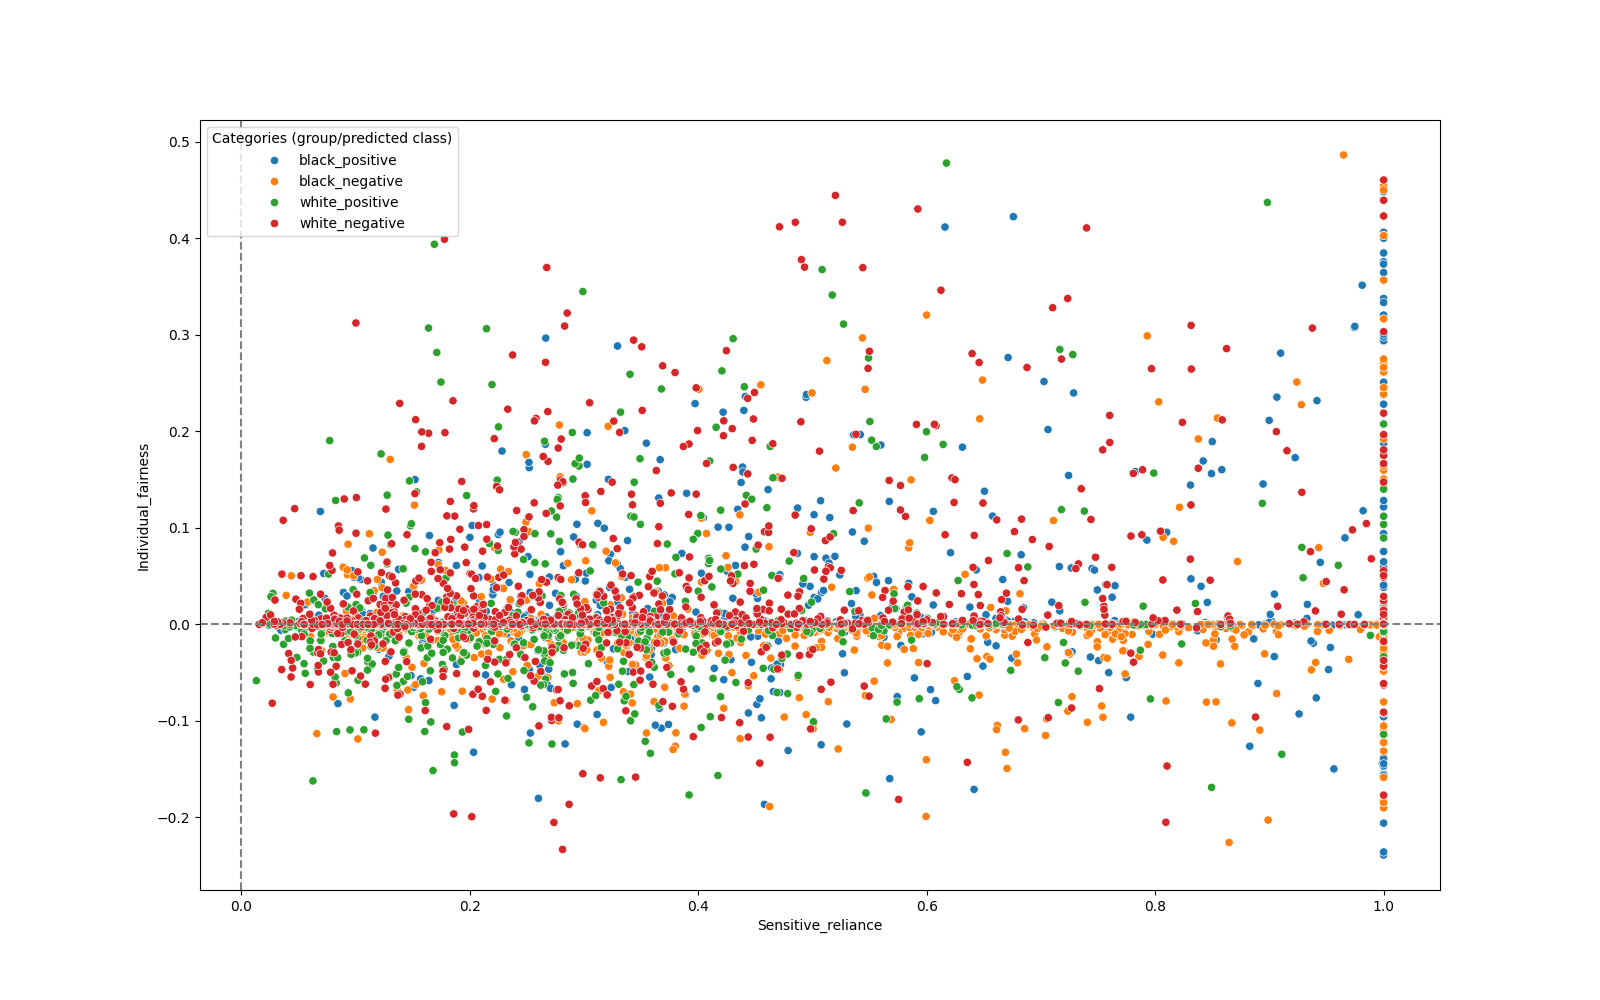 Categories (group/predicted class)
black_positive
black_negative
white_positive
white_negative
0.5
0.4
0.3
0.2
0.1
0.0
−0.1
−0.2
Individual_fairness
0.0
0.2
0.4
0.6
0.8
1.0
Sensitive_reliance